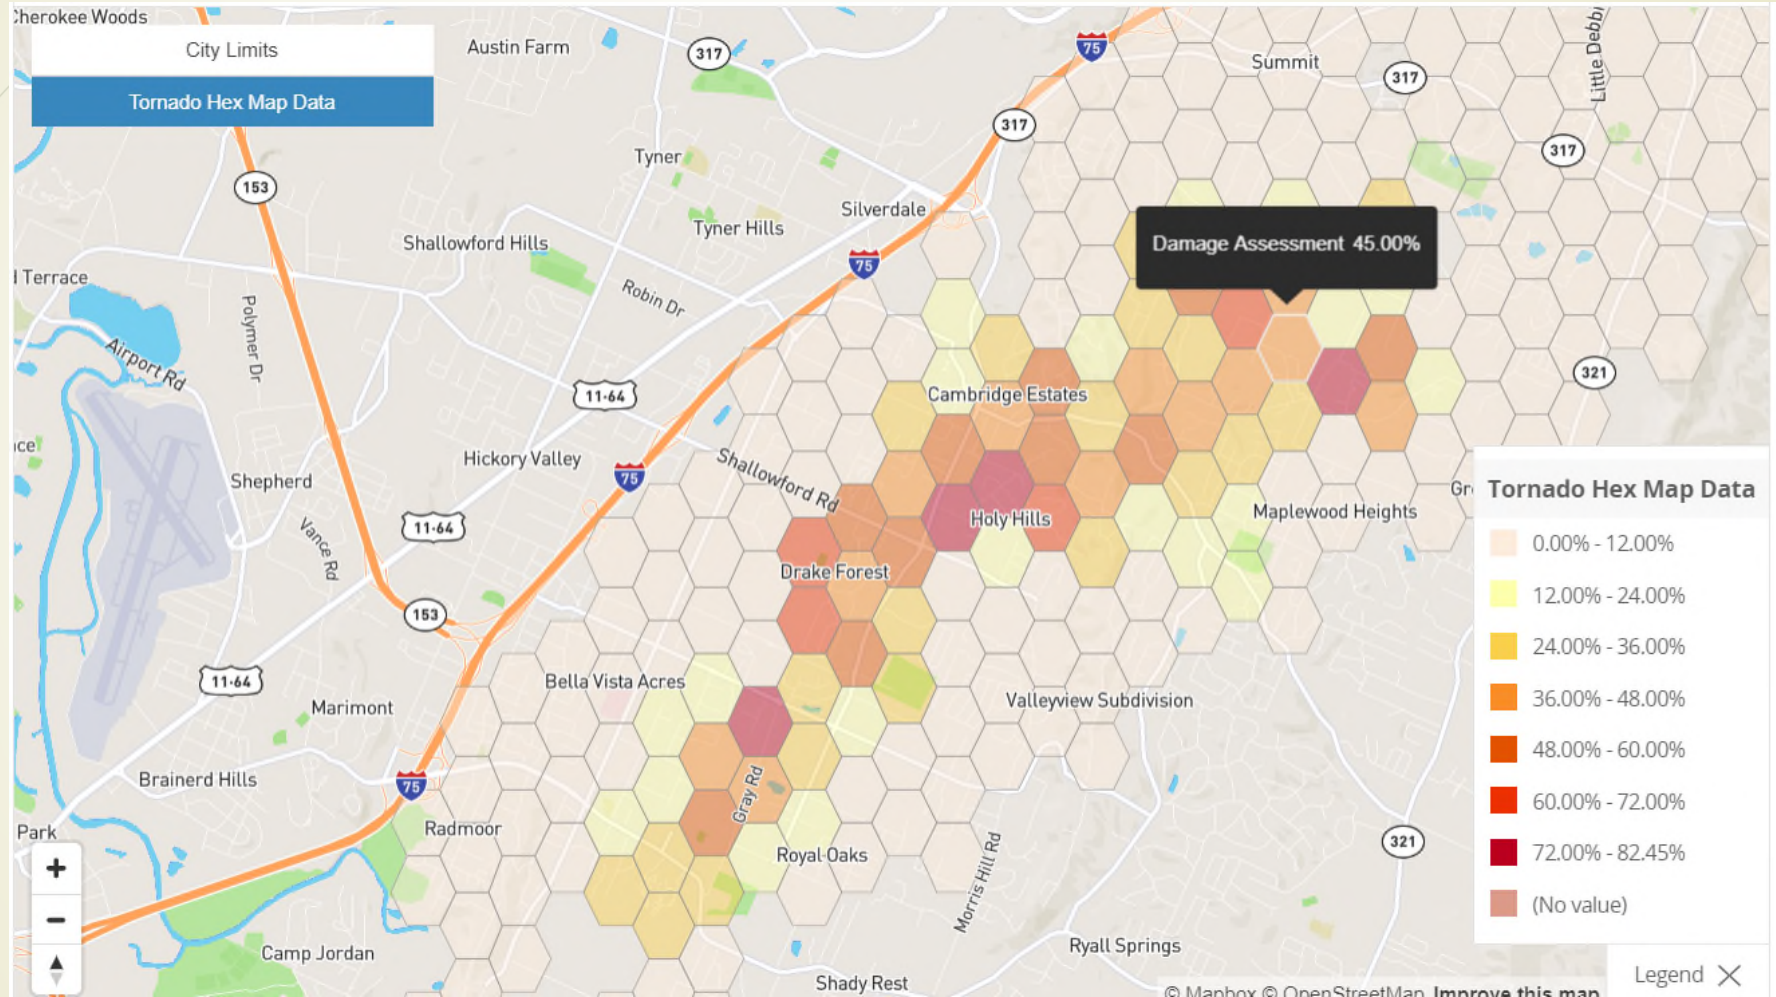 Cherokee Woods
City Limits
Tornado Hex Map Data
Austin Farm
317
75
Summit
317
Little Debb
317
317
Tyner
153
Silverdale
Tyner Hills
Shallowford Hills
Damage Assessment 45.00%
75
d Terrace
Robin Dr
Polymer Dr
Airport Rd
11-64
321
Cambridge Estates
Hickory Valley
Shallowford Rd
75
Shepherd
Holy Hills
Maplewood Heights
Gr
11-64
Vance Rd
Drake Forest
153
11-64
Bella Vista Acres
Marimont
Valleyview Subdivision
Brainerd Hills
75
Gray Rd
Park
Radmoor
Royal Oaks
Morris Hill Rd
321
Camp Jordan
Ryall Springs
Shady Rest
Tornado Hex Map Data
0.00% - 12.00%
12.00% - 24.00%
24.00% - 36.00%
36.00% - 48.00%
48.00% - 60.00%
60.00% - 72.00%
72.00% - 82.45%
(No value)
Legend
© Mapbox © OpenStreetMap Improve this map